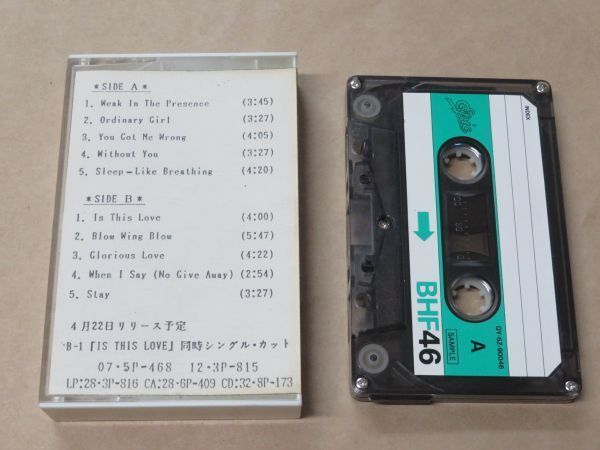 *SIDE A*
1. Weak In The Presence (3:45)
2. Ordinary Girl (3:27)
3. You Got Me Wrong (4:05)
4. Without You (3:27)
5. Sleep-Like Breathing (4:20)
*SIDE B*
1. Is This Love (4:00)
2. Blow Wing Blow (5:47)
3. Glorious Love (4:22)
4. When I Say (No Give Away) (2:54)
5. Stay (3:27)
4月22日リリース予定
B-1『IS THIS LOVE』同時シングル・カット
07・5P-468 12・3P-815
LP:28・3P-816 CA:28・6P-409 CD:32・8P-173
Epic
INDEX
BHF46
SAMPLE
A
QY-6Z-90046